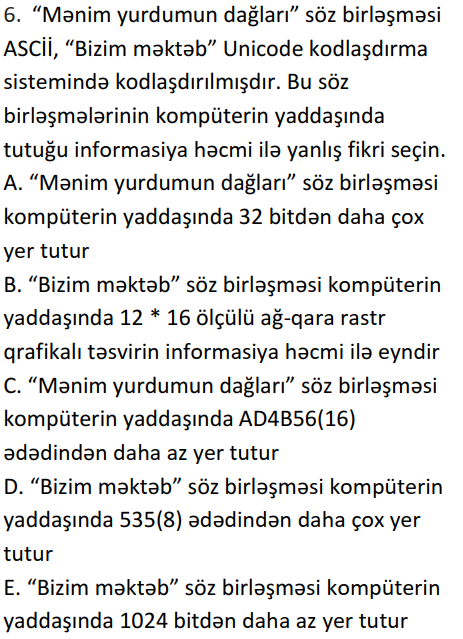 6.  “Mənim yurdumun dağları” söz birləşməsi
ASCİİ, “Bizim məktəb” Unicode kodlaşdırma
sistemində kodlaşdırılmışdır. Bu söz
birləşmələrinin kompüterin yaddaşında
tutuğu informasiya həcmi ilə yanlış fikri seçin.
A. “Mənim yurdumun dağları” söz birləşməsi
kompüterin yaddaşında 32 bitdən daha çox
yer tutur
B. “Bizim məktəb” söz birləşməsi kompüterin
yaddaşında 12 * 16 ölçülü ağ-qara rastr
qrafikalı təsvirin informasiya həcmi ilə eyndir
C. “Mənim yurdumun dağları” söz birləşməsi
kompüterin yaddaşında AD4B56(16)
ədədindən daha az yer tutur
D. “Bizim məktəb” söz birləşməsi kompüterin
yaddaşında 535(8) ədədindən daha çox yer
tutur
E. “Bizim məktəb” söz birləşməsi kompüterin
yaddaşında 1024 bitdən daha az yer tutur